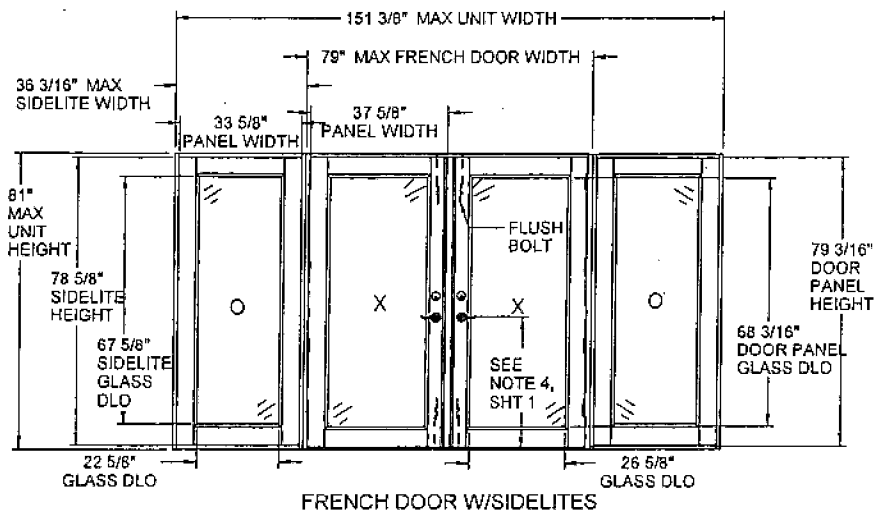 151 3/8" MAX UNIT WIDTH
79" MAX FRENCH DOOR WIDTH
36 3/16" MAX
SIDELITE WIDTH
33 5/8"
PANEL WIDTH
37 5/8"
PANEL WIDTH
81"
MAX
UNIT
HEIGHT
78 5/8"
SIDELITE
HEIGHT
67 5/8"
SIDELITE
GLASS
DLO
O
X
FLUSH
BOLT
X
SEE
NOTE 4,
SHT 1
O
79 3/16"
DOOR
PANEL
HEIGHT
68 3/16"
DOOR PANEL
GLASS DLO
22 5/8"
GLASS DLO
26 5/8"
GLASS DLO
FRENCH DOOR W/SIDELITES